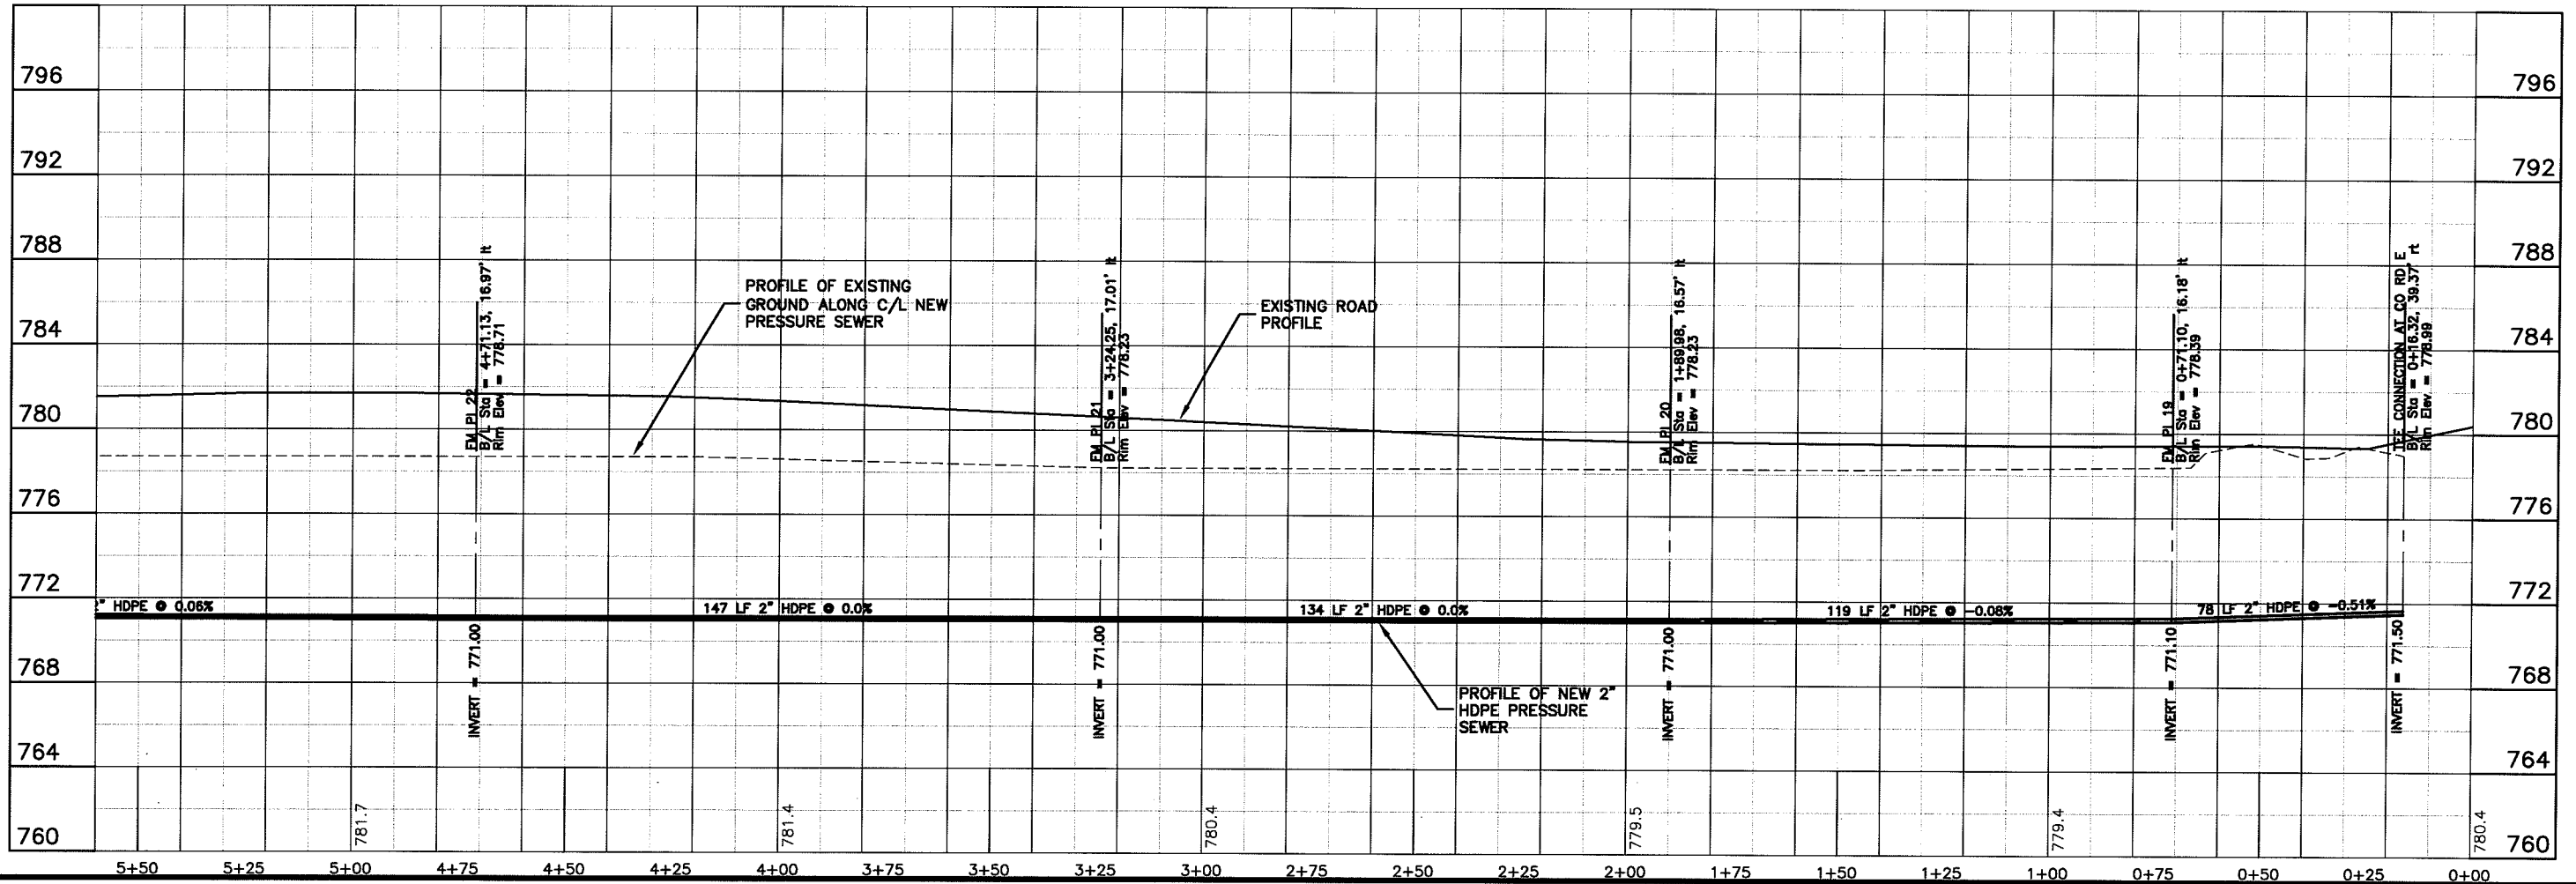 796
792
788
784
780
776
772
768
764
760
796
792
788
784
780
776
772
768
764
760
FM PI 22
B/L Sta = 4+71.13, 16.97' lt
Rim Elev = 778.71
PROFILE OF EXISTING
GROUND ALONG C/L NEW
PRESSURE SEWER
FM PI 21
B/L Sta = 3+24.25, 17.01' lt
Rim Elev = 778.23
EXISTING ROAD
PROFILE
FM PI 20
B/L Sta = 1+89.98, 16.57' lt
Rim Elev = 778.23
FM PI 19
B/L Sta = 0+71.10, 16.18' lt
Rim Elev = 778.39
TEE CONNECTION AT CO RD E
B/L Sta = 0+16.32, 39.37' rt
Rim Elev = 778.99
2" HDPE @ 0.06%
147 LF 2" HDPE @ 0.0%
134 LF 2" HDPE @ 0.0%
119 LF 2" HDPE @ -0.08%
78 LF 2" HDPE @ -0.51%
INVERT = 771.00
INVERT = 771.00
INVERT = 771.00
INVERT = 771.10
INVERT = 771.50
PROFILE OF NEW 2"
HDPE PRESSURE
SEWER
781.7
781.4
780.4
779.5
779.4
780.4
5+50 5+25 5+00 4+75 4+50 4+25 4+00 3+75 3+50 3+25 3+00 2+75 2+50 2+25 2+00 1+75 1+50 1+25 1+00 0+75 0+50 0+25 0+00